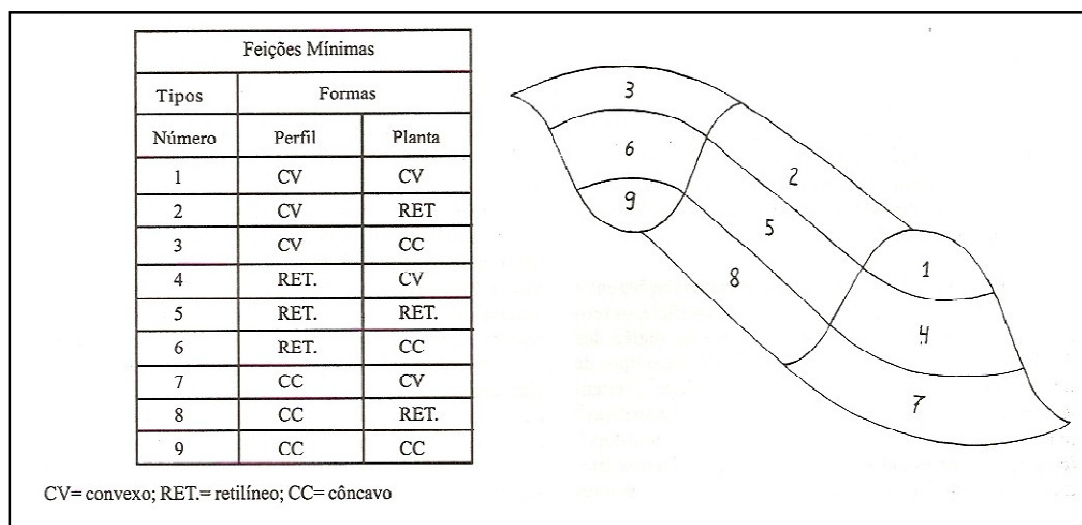 Feições Mínimas
Tipos Formas
Número Perfil Planta
1 CV CV
2 CV RET
3 CV CC
4 RET. CV
5 RET. RET.
6 RET. CC
7 CC CV
8 CC RET.
9 CC CC
CV= convexo; RET.= retilíneo; CC= côncavo
3
6
9
2
5
8
1
4
7